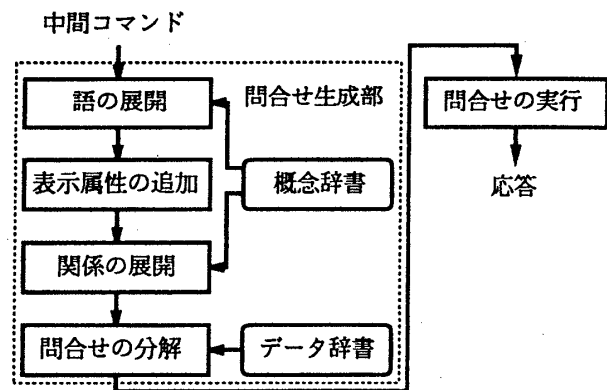 中間コマンド
語の展開
問合せ生成部
問合せの実行
表示属性の追加
概念辞書
応答
関係の展開
問合せの分解
データ辞書